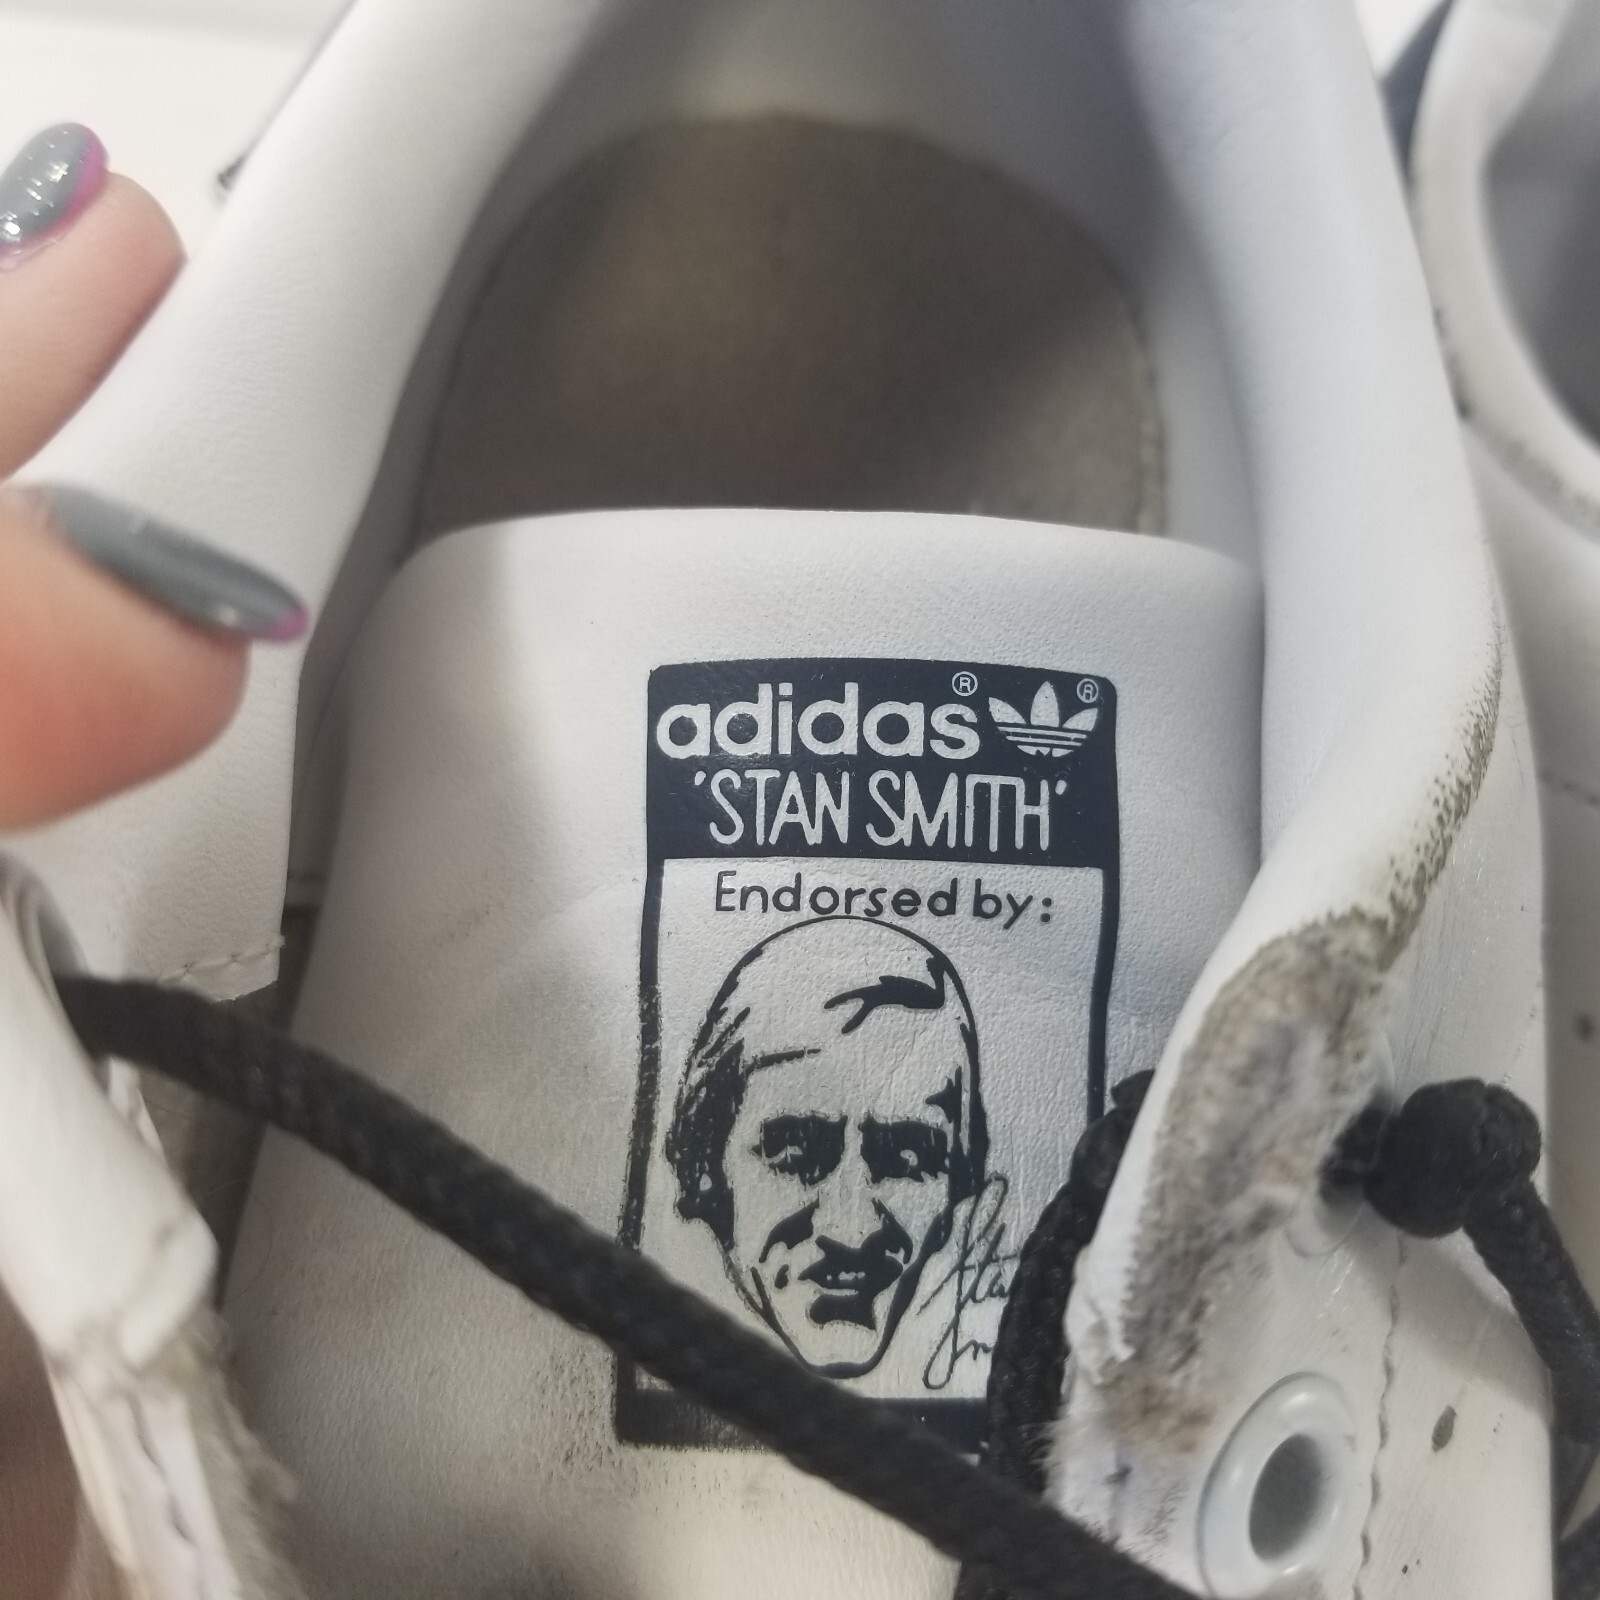 adidas®
®
'STAN SMITH'
Endorsed by: